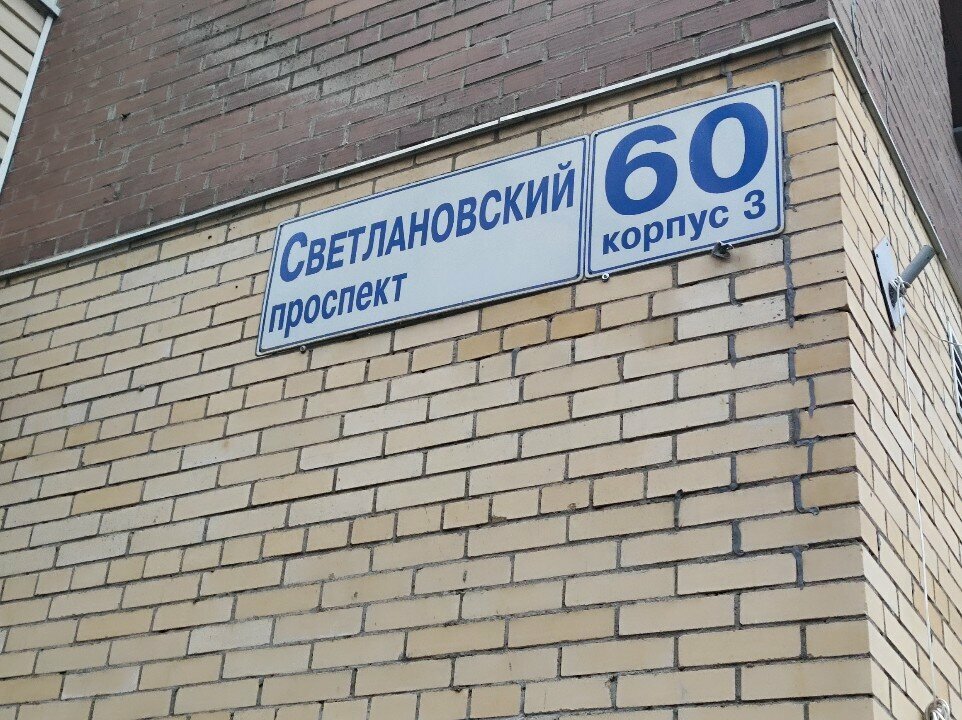 Светлановский
проспект
60
корпус 3